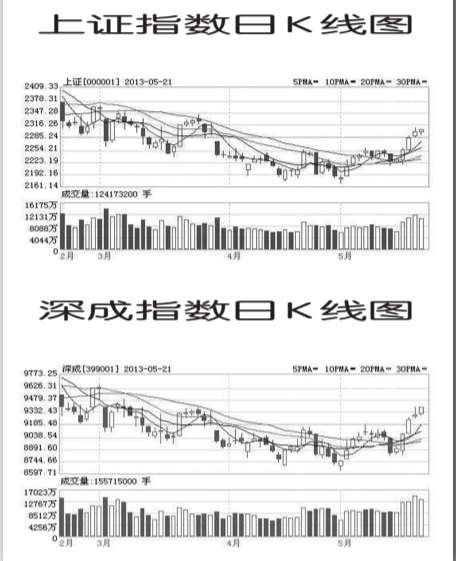 上证指数日K线图
上证[000001] 2013-05-21 5PMA= 10PMA= 20PMA= 30PMA=
2409.33
2378.31
2347.28
2316.26
2285.24
2254.21
2223.19
2192.16
2161.14
成交量:124173200 手
16175万
12131万
8088万
4044万
0
2月 3月 4月 5月
深成指数日K线图
深成[399001] 2013-05-21 5PMA= 10PMA= 20PMA= 30PMA=
9773.25
9626.31
9479.37
9332.43
9185.48
9038.54
8891.60
8744.66
8597.71
成交量:155715000 手
17023万
12767万
8512万
4256万
0
2月 3月 4月 5月